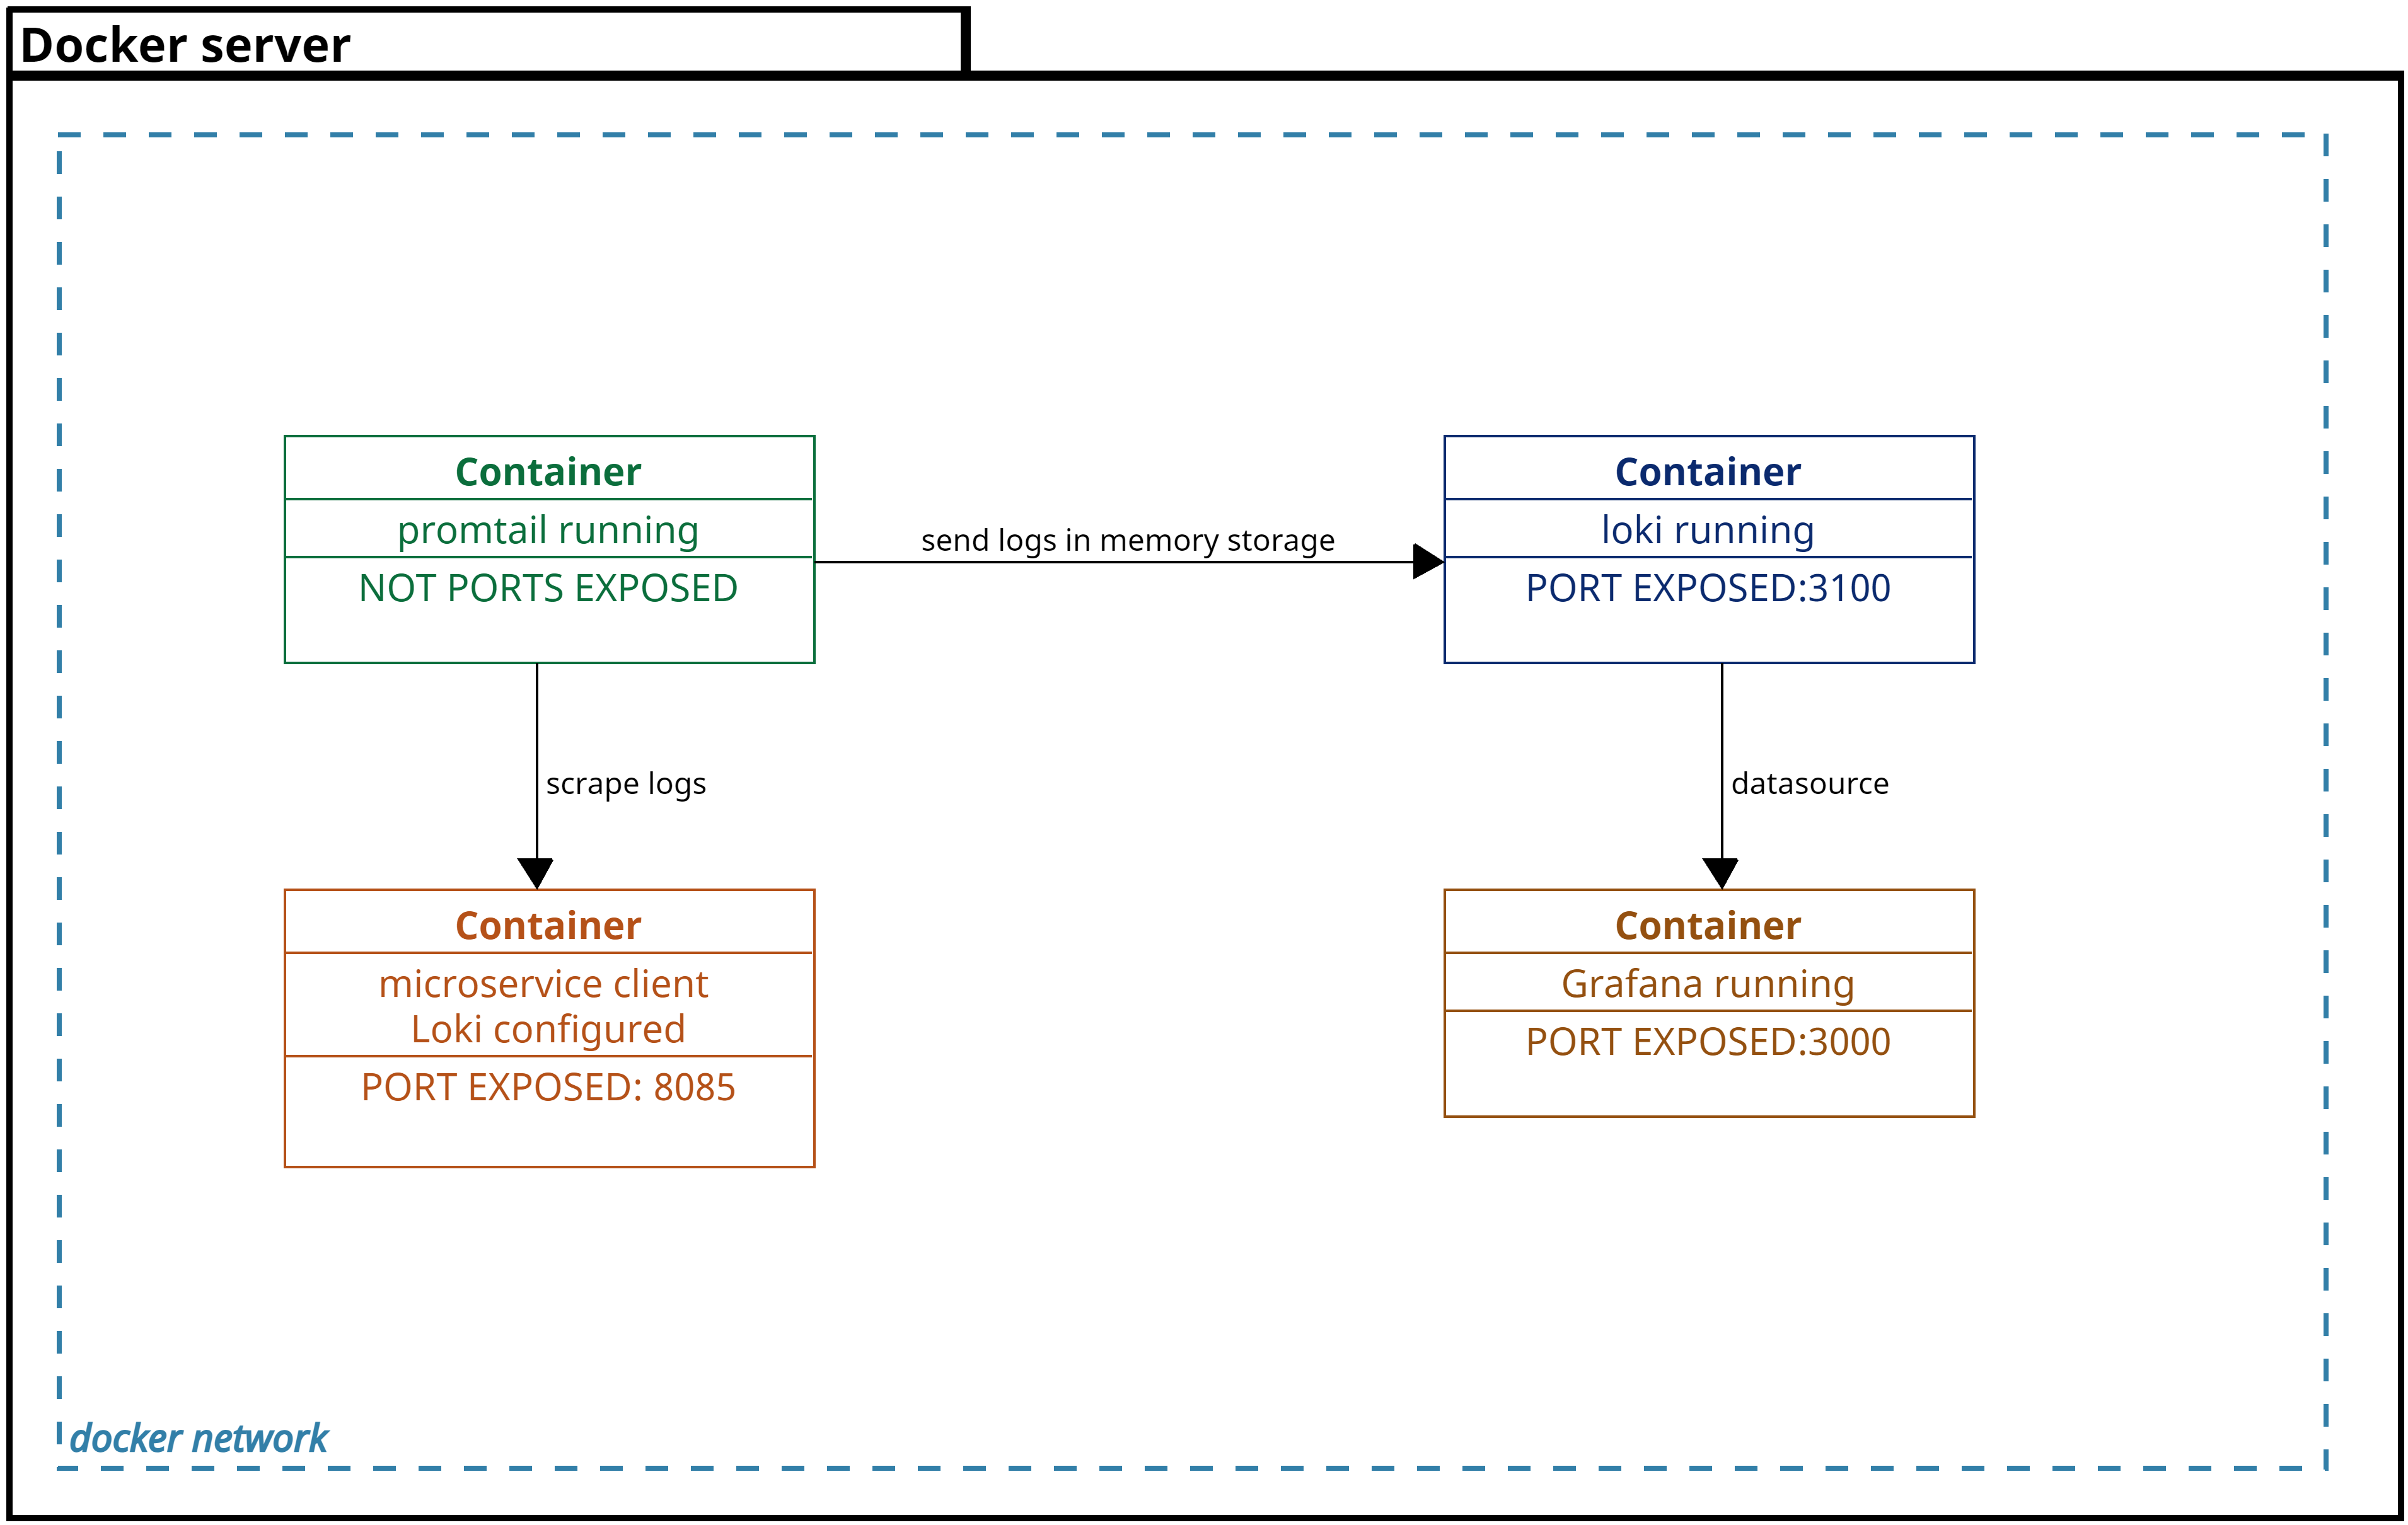 Docker server
Container
promtail running
NOT PORTS EXPOSED
send logs in memory storage
Container
loki running
PORT EXPOSED:3100
scrape logs
datasource
Container
microservice client
Loki configured
PORT EXPOSED: 8085
Container
Grafana running
PORT EXPOSED:3000
docker network